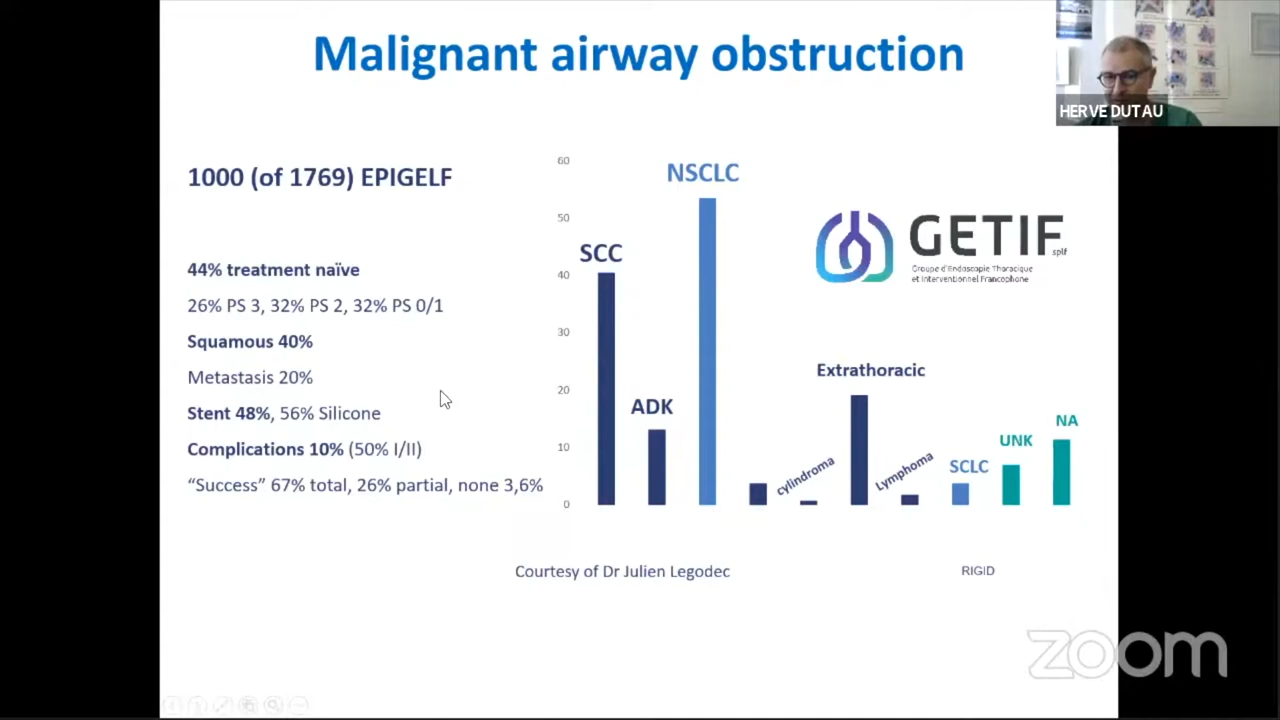 Malignant airway obstruction
HERVE DUTAU
1000 (of 1769) EPIGELF
44% treatment naïve
26% PS 3, 32% PS 2, 32% PS 0/1
Squamous 40%
Metastasis 20%
Stent 48%, 56% Silicone
Complications 10% (50% I/II)
“Success” 67% total, 26% partial, none 3,6%
60
50
40
30
20
10
0
SCC
ADK
NSCLC
cylindroma
Extrathoracic
Lymphoma
SCLC
UNK
NA
GETIF
splf
Groupe d'Endoscopie Thoracique
et Interventionnel Francophone
Courtesy of Dr Julien Legodec
RIGID
zoom